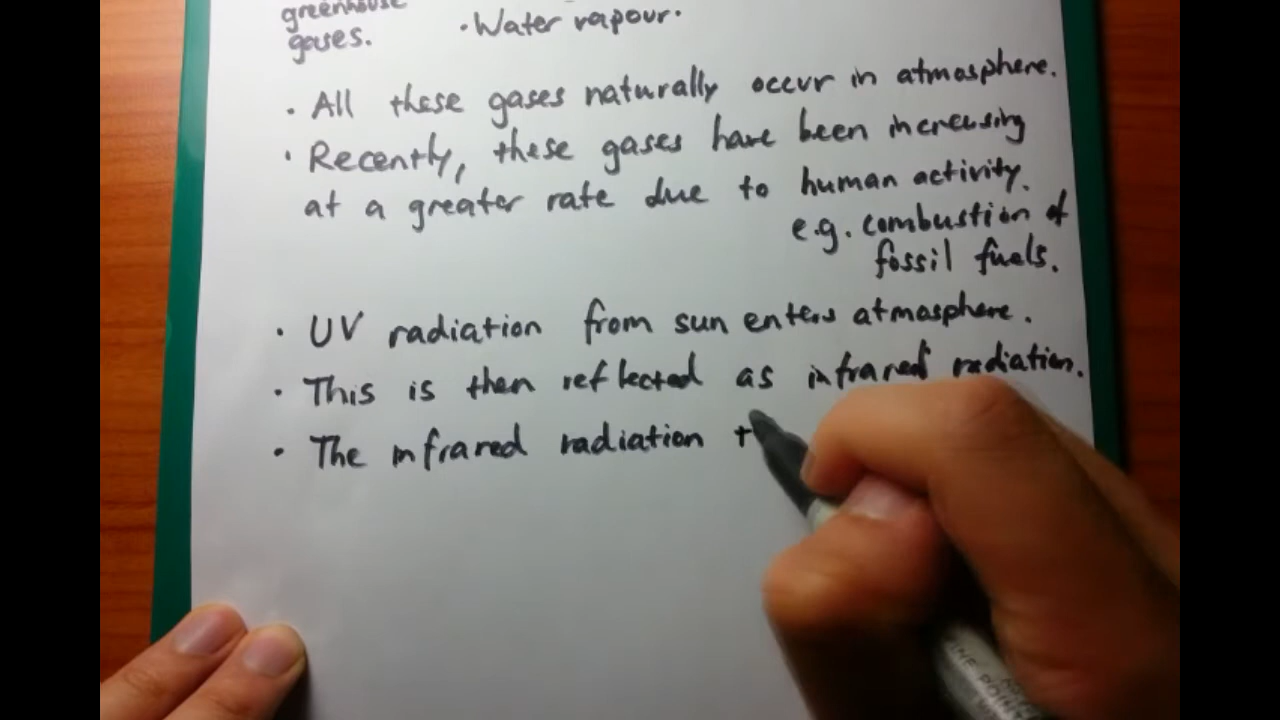 greenhouse
gases.
· Water vapour.
· All these gases naturally occur in atmosphere.
· Recently, these gases have been increasing
at a greater rate due to human activity.
e.g. combustion of
fossil fuels.
· UV radiation from sun enters atmosphere.
· This is then reflected as infrared radiation.
· The infrared radiation t